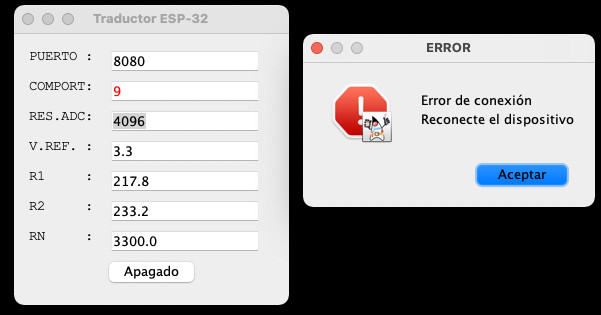 Traductor ESP-32
PUERTO : 8080
COMPORT: 9
RES.ADC: 4096
V.REF. : 3.3
R1 : 217.8
R2 : 233.2
RN : 3300.0
Apagado
ERROR
Error de conexión
Reconecte el dispositivo
Aceptar